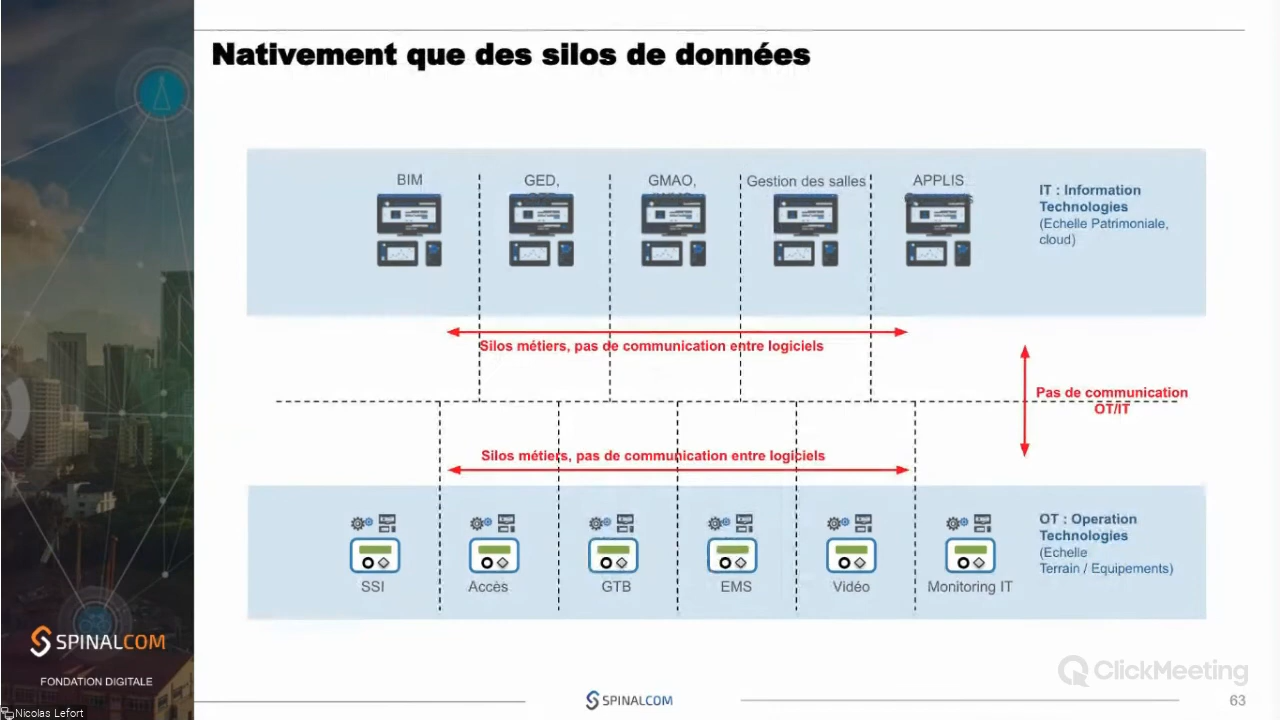 Nativement que des silos de données
BIM
GED,
GMAO,
Gestion des salles
APPLIS
IT : Information
Technologies
(Echelle Patrimoniale,
cloud)
Silos métiers, pas de communication entre logiciels
Pas de communication
OT/IT
Silos métiers, pas de communication entre logiciels
OT : Operation
Technologies
(Echelle
Terrain / Equipements)
SSI
Accès
GTB
EMS
Vidéo
Monitoring IT
SPINALCOM
FONDATION DIGITALE
ClickMeeting
SPINALCOM
63
Nicolas Lefort